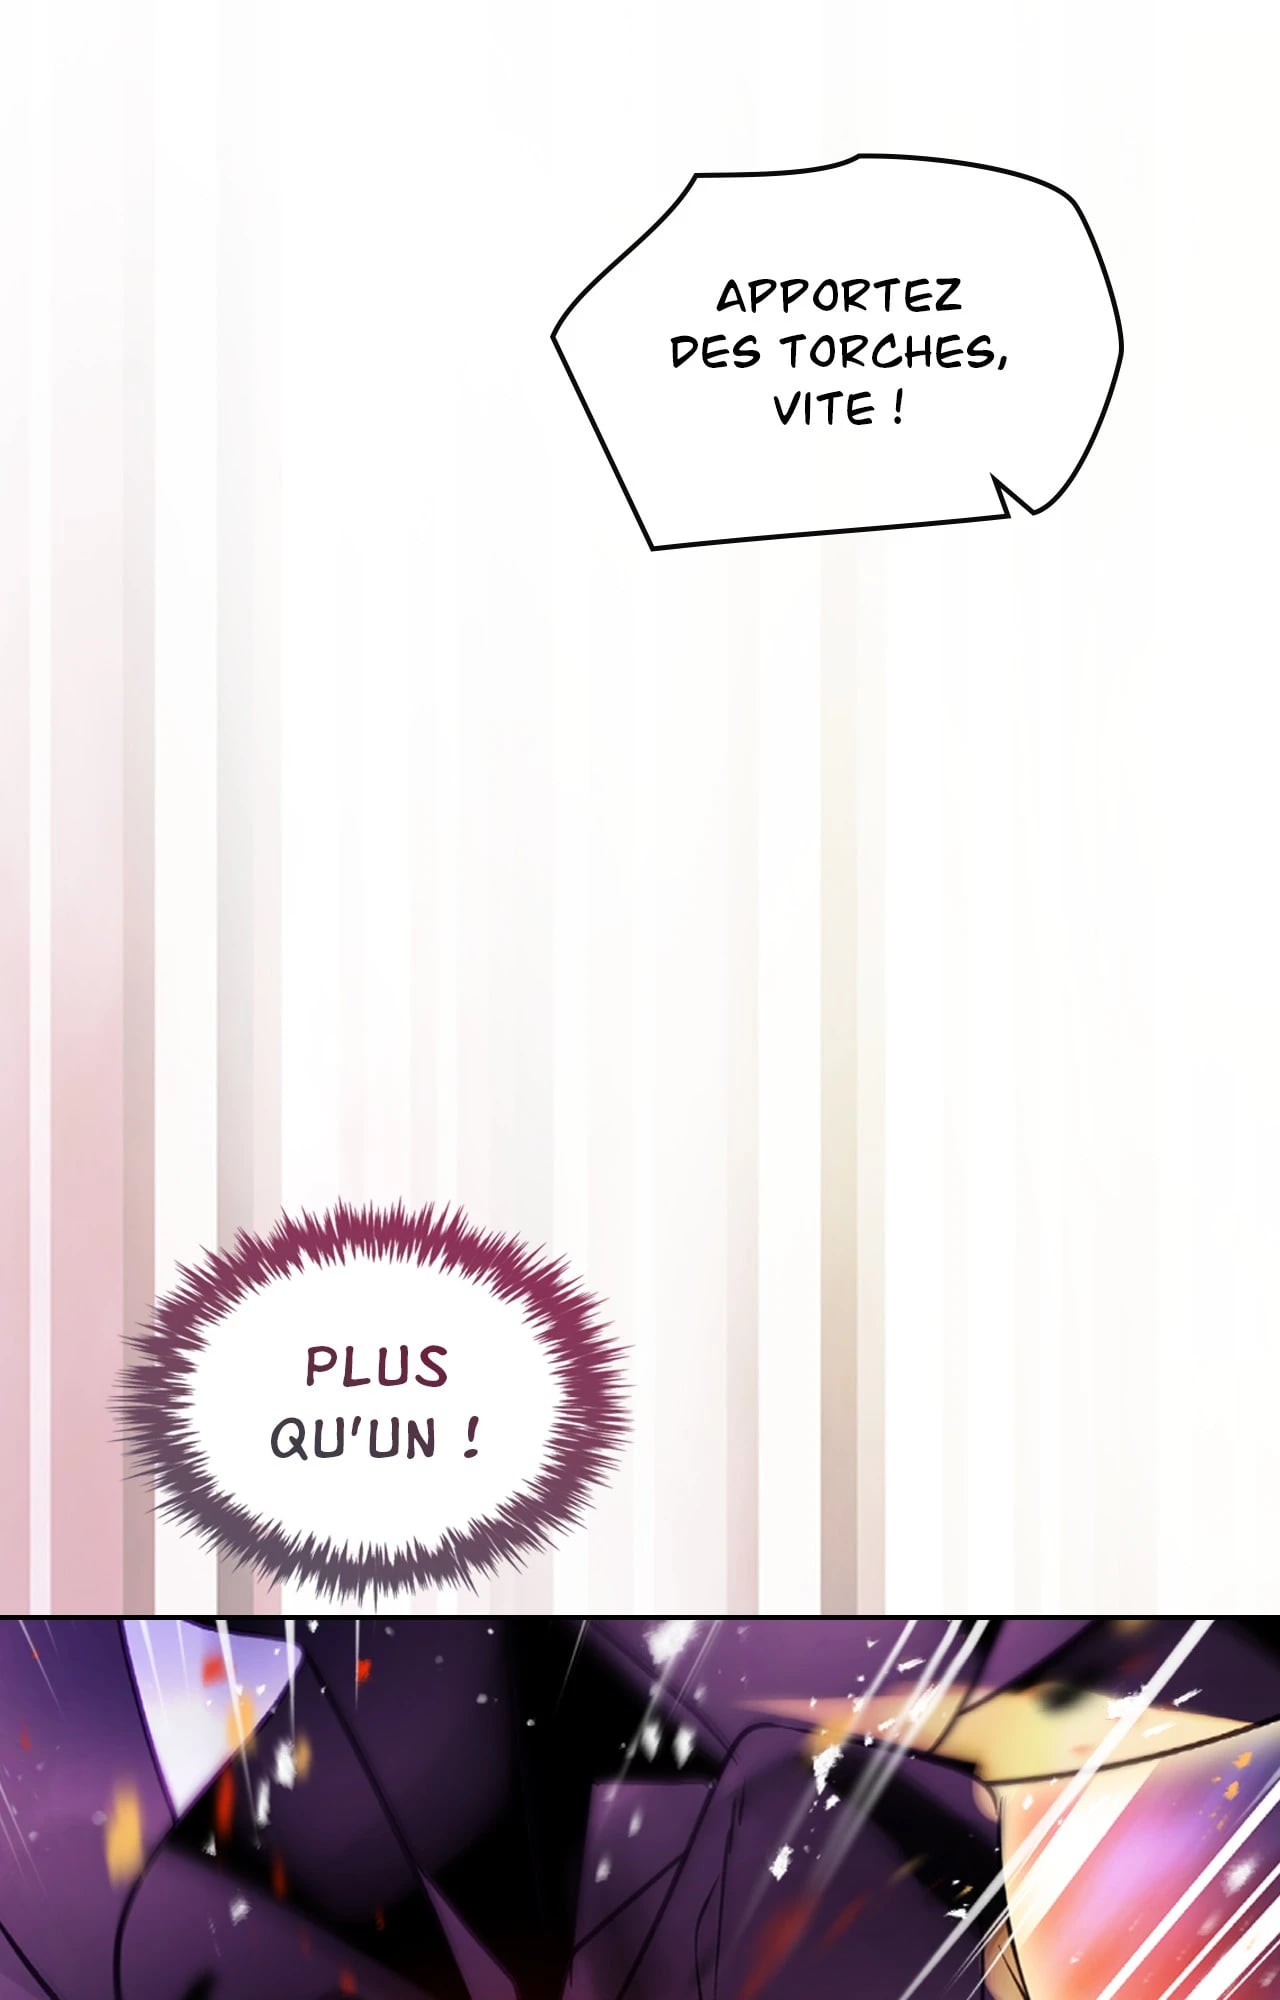 APPORTEZ
DES TORCHES,
VITE !
PLUS
QU'UN !